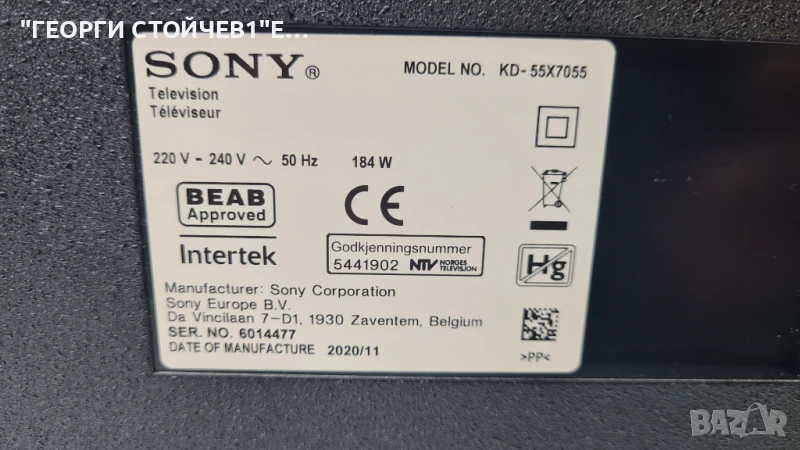 "ГЕОРГИ СТОЙЧЕВ1"Е...
SONY®
MODEL NO. KD-55X7055
Television
Téléviseur
220 V - 240 V ~ 50 Hz 184 W
BEAB
Approved
Intertek
CE
Godkjenningsnummer
5441902 NTV NORGES TELEVISJON
Hg
Manufacturer: Sony Corporation
Sony Europe B.V.
Da Vincilaan 7-D1, 1930 Zaventem, Belgium
SER. NO. 6014477
DATE OF MANUFACTURE 2020/11
>PP<
BAZAR